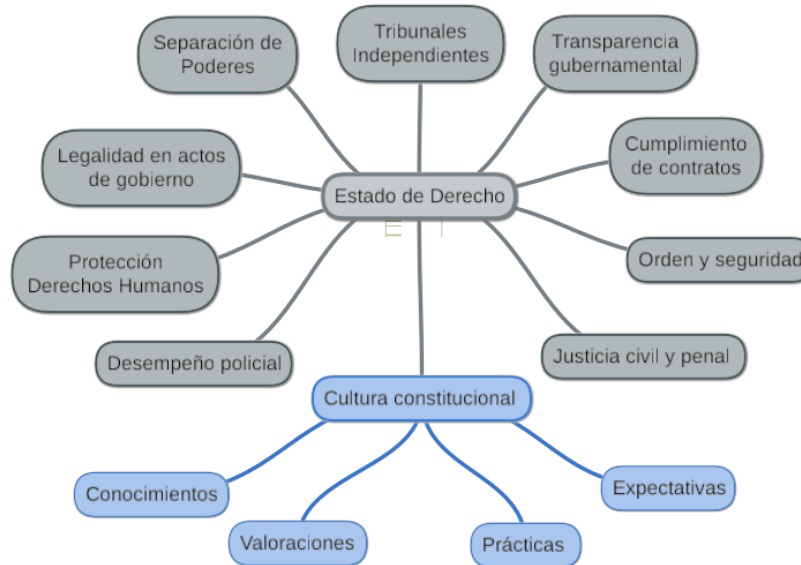 Separación de
Poderes
Tribunales
Independientes
Transparencia
gubernamental
Legalidad en actos
de gobierno
Cumplimiento
de contratos
Estado de Derecho
Protección
Derechos Humanos
Orden y seguridad
Desempeño policial
Justicia civil y penal
Cultura constitucional
Conocimientos
Valoraciones
Prácticas
Expectativas